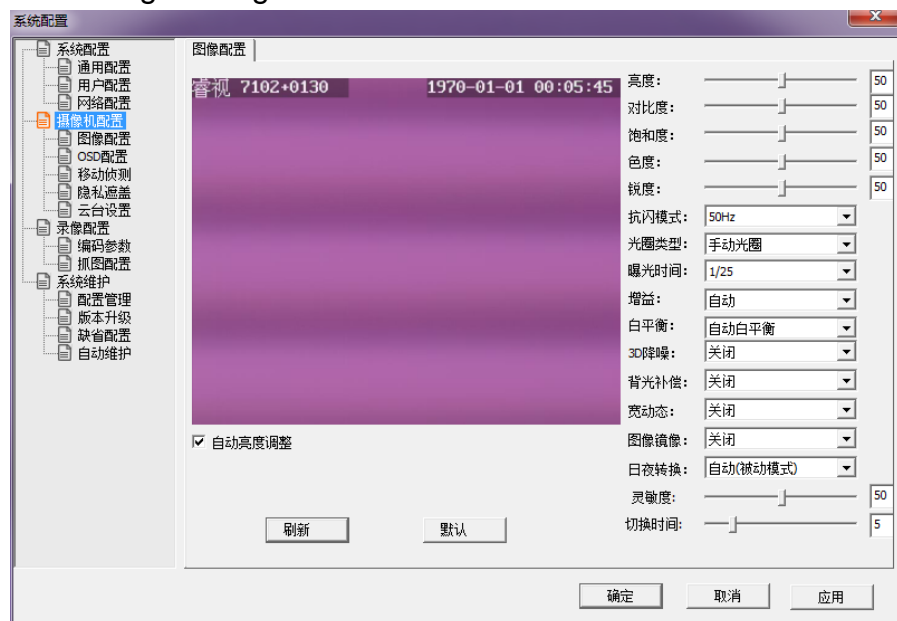 系统配置
系统配置
通用配置
用户配置
网络配置
摄像机配置
图像配置
OSD配置
移动侦测
隐私遮盖
云台设置
录像配置
编码参数
抓图配置
系统维护
配置管理
版本升级
缺省配置
自动维护
图像配置
睿视 7102+0130 1970-01-01 00:05:45
亮度: 50
对比度: 50
饱和度: 50
色度: 50
锐度: 50
抗闪模式: 50Hz
光圈类型: 手动光圈
曝光时间: 1/25
增益: 自动
白平衡: 自动白平衡
3D降噪: 关闭
背光补偿: 关闭
宽动态: 关闭
图像镜像: 关闭
日夜转换: 自动(被动模式)
灵敏度: 50
切换时间: 5
自动亮度调整
刷新 默认
确定 取消 应用